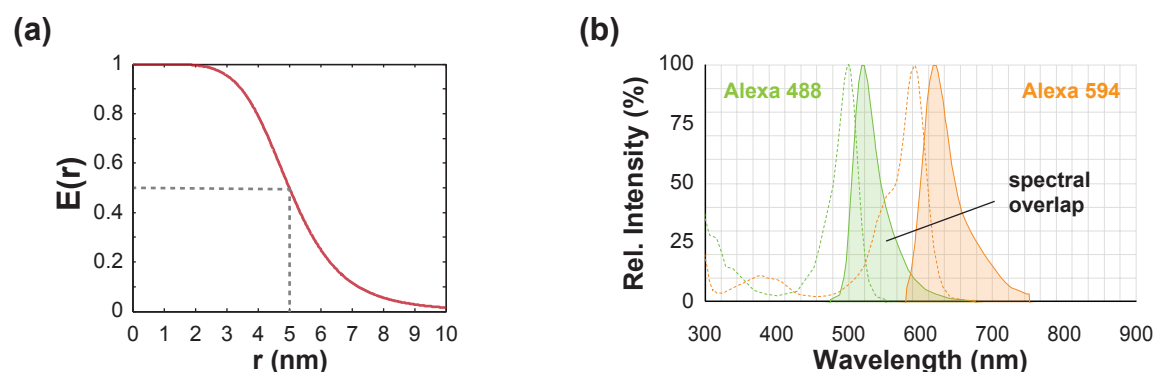 (a)
E(r)
1
0.8
0.6
0.4
0.2
0
0 1 2 3 4 5 6 7 8 9 10
r (nm)
(b)
Rel. Intensity (%)
100
75
50
25
0
Alexa 488
Alexa 594
spectral
overlap
300 400 500 600 700 800 900
Wavelength (nm)